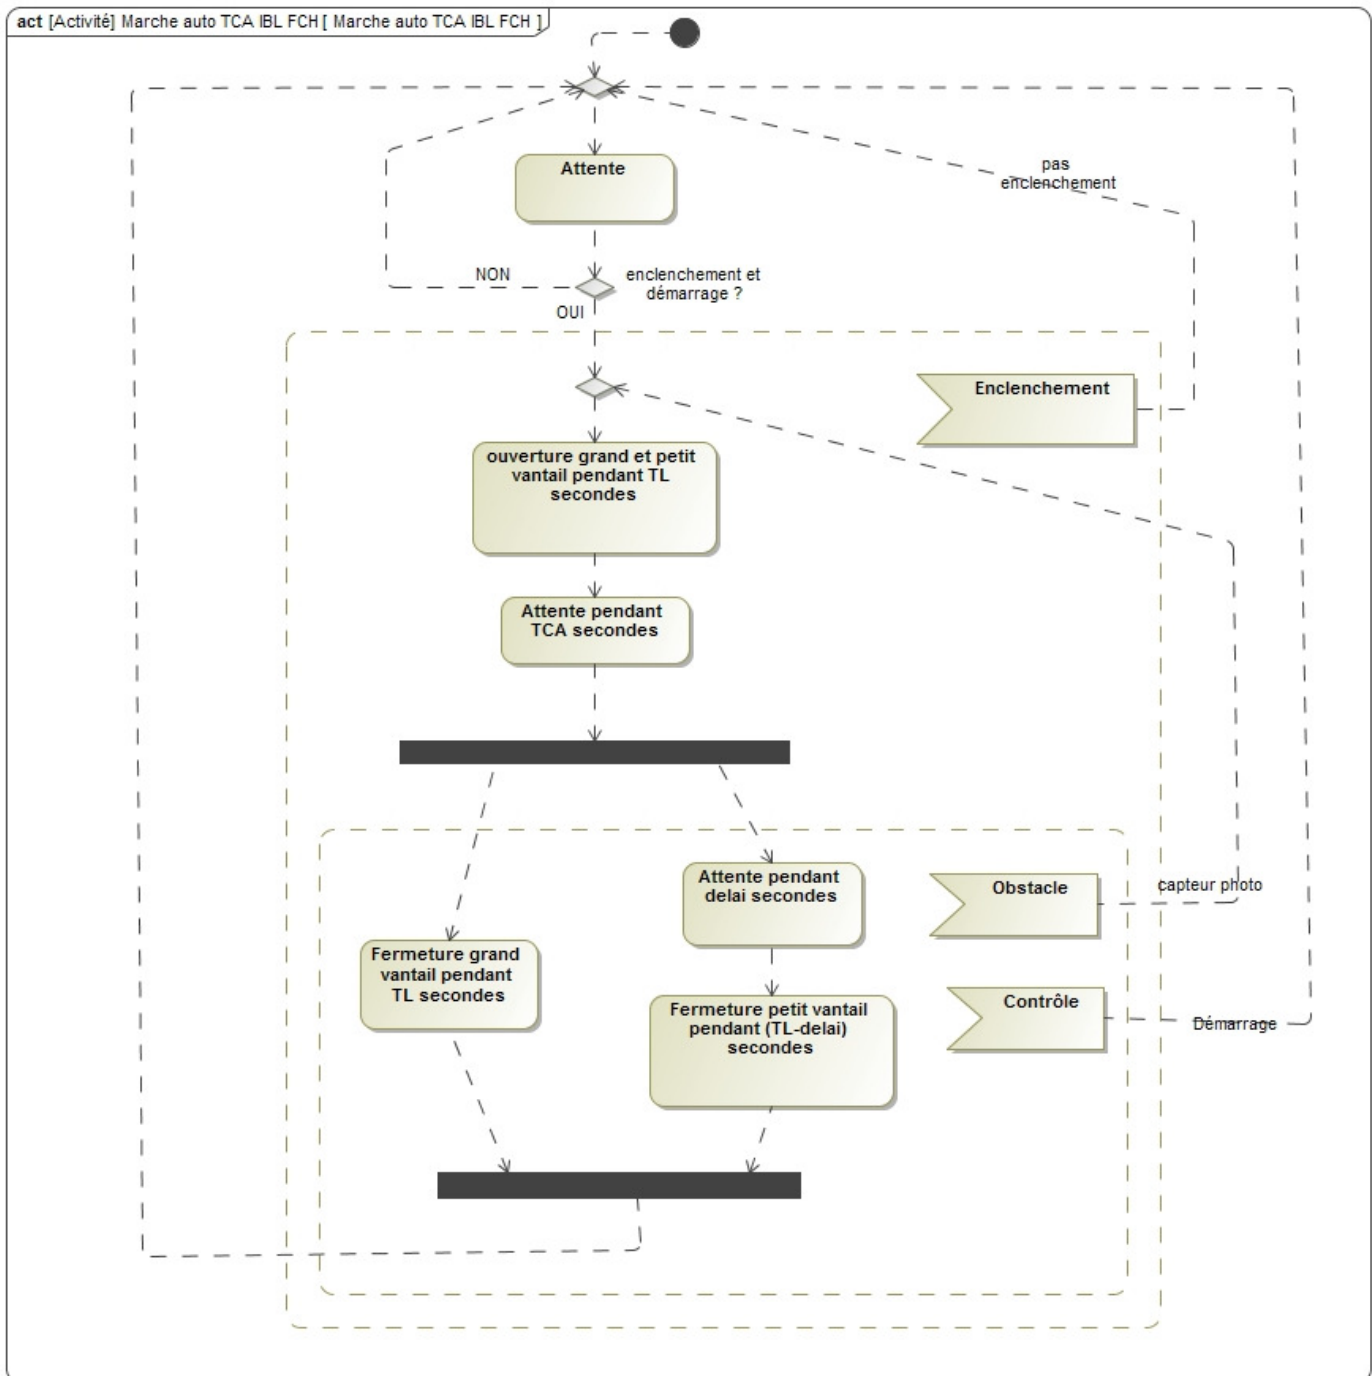 act [Activité] Marche auto TCA IBL FCH [ Marche auto TCA IBL FCH ]
Attente
pas
enclenchement
NON
enclenchement et
démarrage ?
OUI
Enclenchement
ouverture grand et petit
vantail pendant TL
secondes
Attente pendant
TCA secondes
Attente pendant
delai secondes
Obstacle
capteur photo
Fermeture grand
vantail pendant
TL secondes
Fermeture petit vantail
pendant (TL-delai)
secondes
Contrôle
Démarrage